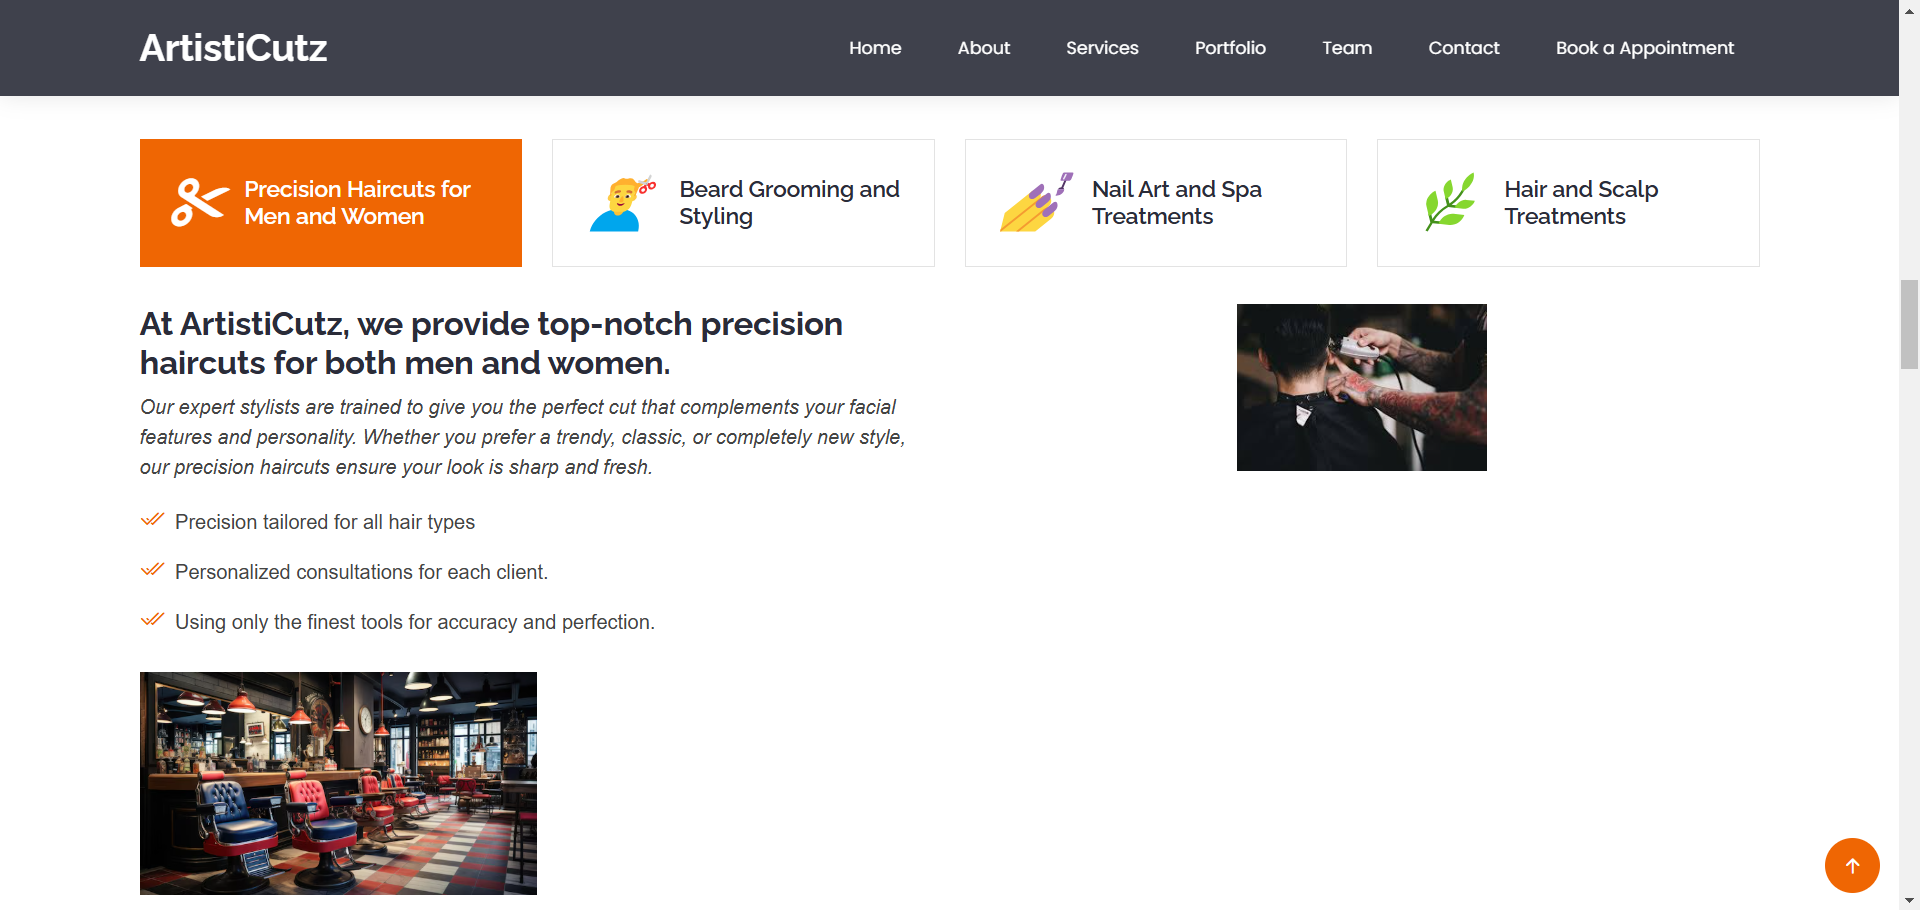 ArtistiCutz
Home About Services Portfolio Team Contact Book a Appointment
Precision Haircuts for
Men and Women
Beard Grooming and
Styling
Nail Art and Spa
Treatments
Hair and Scalp
Treatments
At ArtistiCutz, we provide top-notch precision
haircuts for both men and women.
Our expert stylists are trained to give you the perfect cut that complements your facial
features and personality. Whether you prefer a trendy, classic, or completely new style,
our precision haircuts ensure your look is sharp and fresh.
Precision tailored for all hair types
Personalized consultations for each client.
Using only the finest tools for accuracy and perfection.